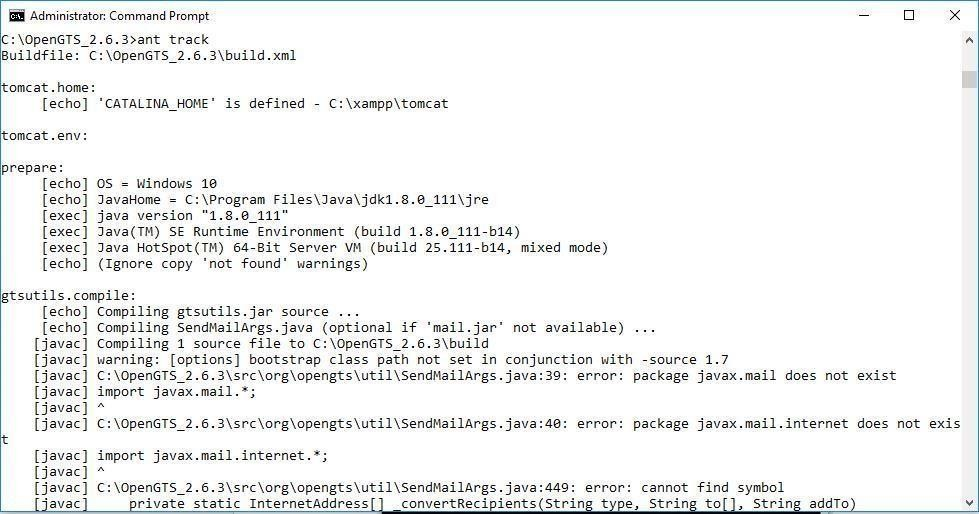 Administrator: Command Prompt
C:\OpenGTS_2.6.3>ant track
Buildfile: C:\OpenGTS_2.6.3\build.xml
tomcat.home:
[echo] 'CATALINA_HOME' is defined - C:\xampp\tomcat
tomcat.env:
prepare:
[echo] OS = Windows 10
[echo] JavaHome = C:\Program Files\Java\jdk1.8.0_111\jre
[exec] java version "1.8.0_111"
[exec] Java(TM) SE Runtime Environment (build 1.8.0_111-b14)
[exec] Java HotSpot(TM) 64-Bit Server VM (build 25.111-b14, mixed mode)
[echo] (Ignore copy 'not found' warnings)
gtsutils.compile:
[echo] Compiling gtsutils.jar source ...
[echo] Compiling SendMailArgs.java (optional if 'mail.jar' not available) ...
[javac] Compiling 1 source file to C:\OpenGTS_2.6.3\build
[javac] warning: [options] bootstrap class path not set in conjunction with -source 1.7
[javac] C:\OpenGTS_2.6.3\src\org\opengts\util\SendMailArgs.java:39: error: package javax.mail does not exist
[javac] import javax.mail.*;
[javac] ^
[javac] C:\OpenGTS_2.6.3\src\org\opengts\util\SendMailArgs.java:40: error: package javax.mail.internet does not exis
t
[javac] import javax.mail.internet.*;
[javac] ^
[javac] C:\OpenGTS_2.6.3\src\org\opengts\util\SendMailArgs.java:449: error: cannot find symbol
[javac]     private static InternetAddress[] _convertRecipients(String type, String to[], String addTo)